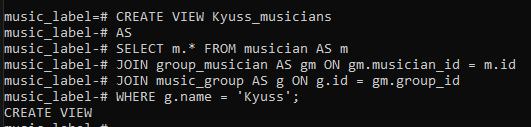 music_label=# CREATE VIEW Kyuss_musicians
music_label-# AS
music_label-# SELECT m.* FROM musician AS m
music_label-# JOIN group_musician AS gm ON gm.musician_id = m.id
music_label-# JOIN music_group AS g ON g.id = gm.group_id
music_label-# WHERE g.name = 'Kyuss';
CREATE VIEW